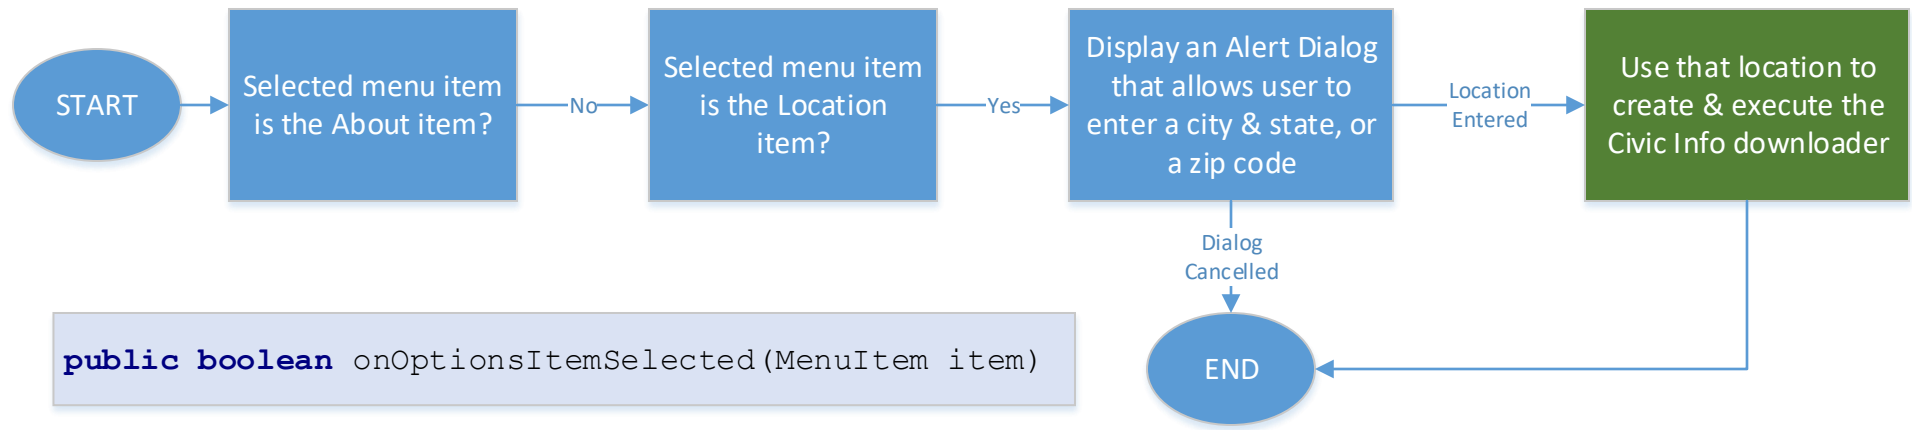 START
Selected menu item
is the About item?
No
Selected menu item
is the Location
item?
Yes
Display an Alert Dialog
that allows user to
enter a city & state, or
a zip code
Location
Entered
Use that location to
create & execute the
Civic Info downloader
Dialog
Cancelled
public boolean onOptionsItemSelected(MenuItem item)
END